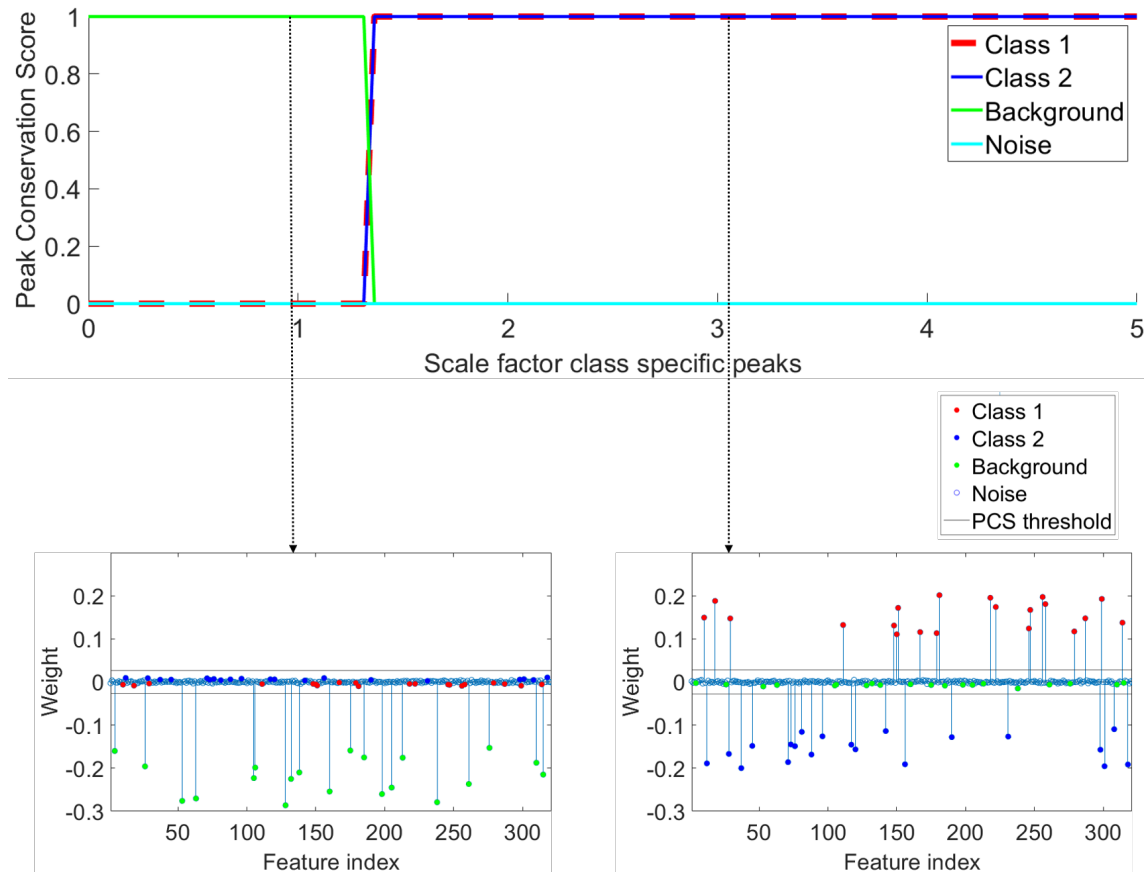 Peak Conservation Score
1
0.8
0.6
0.4
0.2
0
0 1 2 3 4 5
Scale factor class specific peaks
Class 1
Class 2
Background
Noise
Class 1
Class 2
Background
Noise
PCS threshold
Weight
0.2
0.1
0
-0.1
-0.2
-0.3
50 100 150 200 250 300
Feature index
Weight
0.2
0.1
0
-0.1
-0.2
-0.3
50 100 150 200 250 300
Feature index